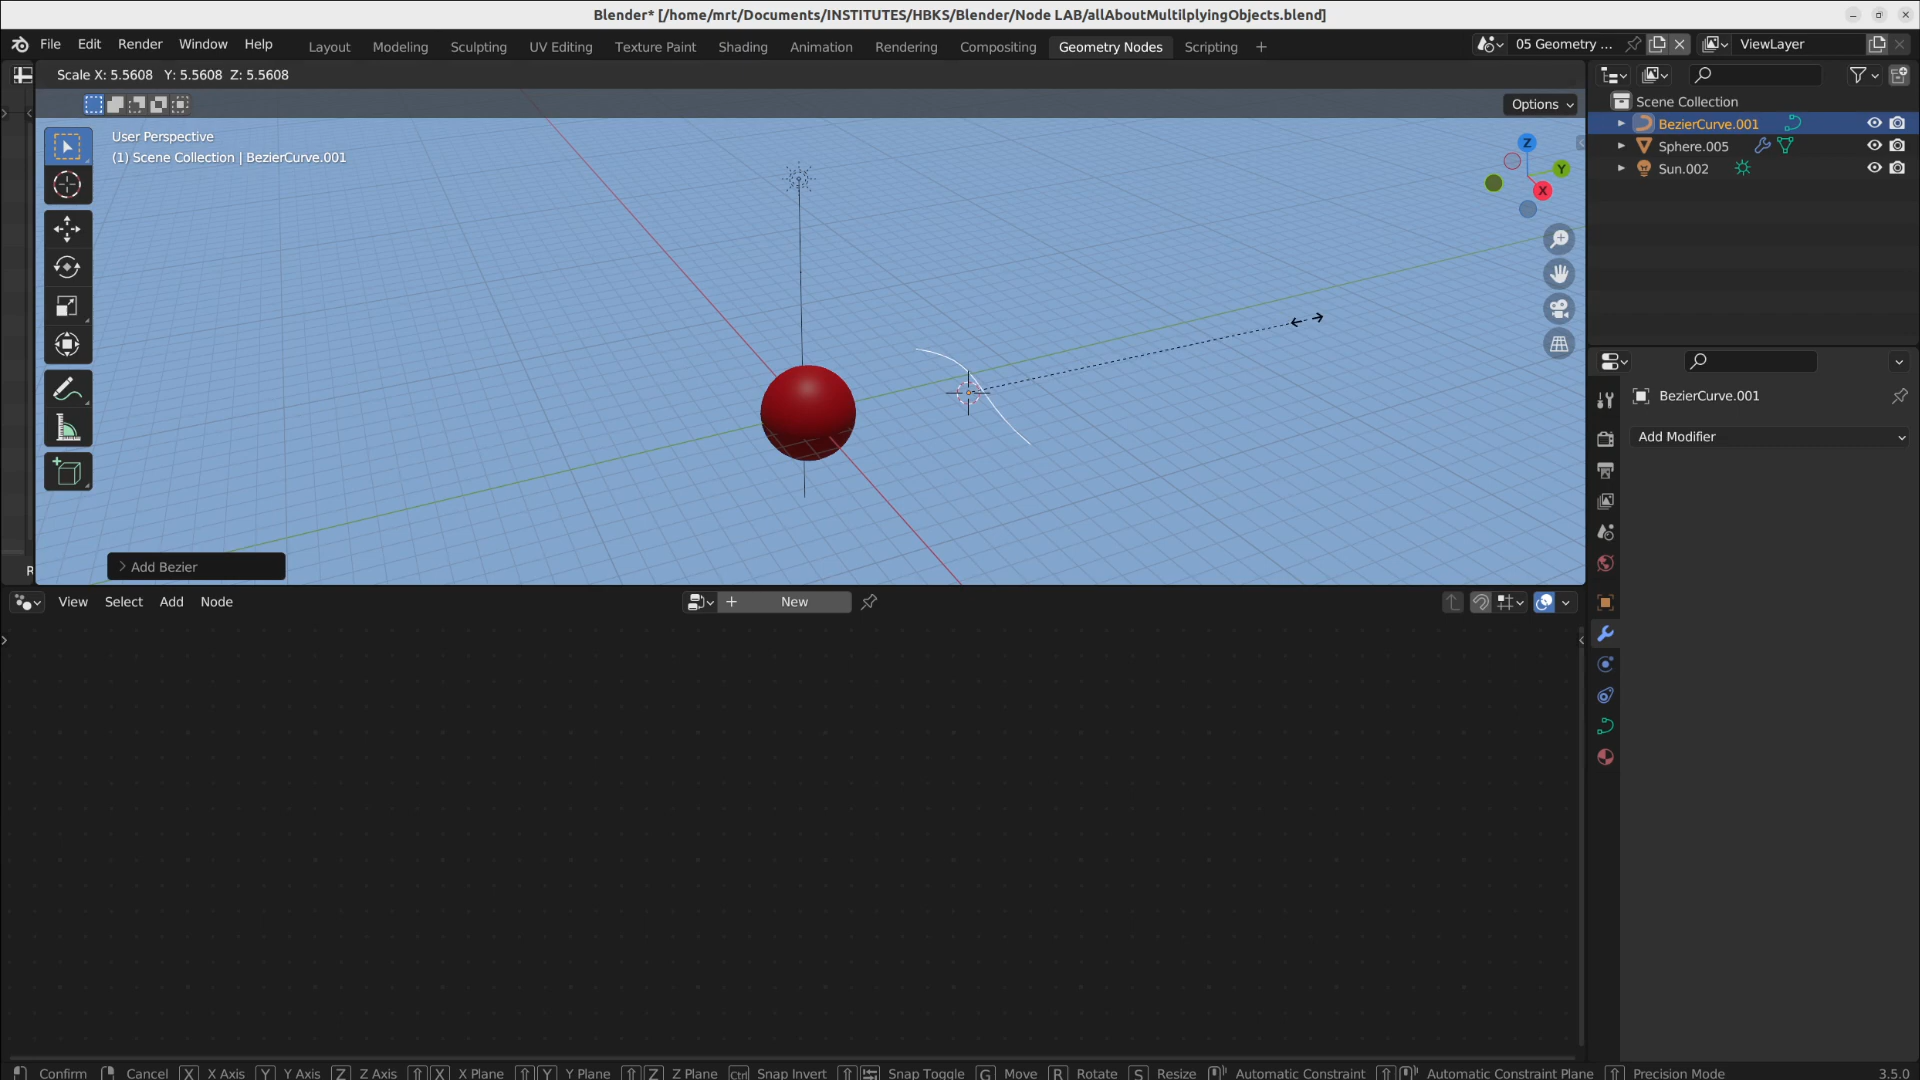 Blender* [/home/mrt/Documents/INSTITUTES/HBKS/Blender/Node LAB/allAboutMultilplyingObjects.blend]
File Edit Render Window Help Layout Modeling Sculpting UV Editing Texture Paint Shading Animation Rendering Compositing Geometry Nodes Scripting 05 Geometry ... ViewLayer
Scale X: 5.5608 Y: 5.5608 Z: 5.5608
Options
User Perspective
(1) Scene Collection | BezierCurve.001
Z
Y
X
Scene Collection
BezierCurve.001
Sphere.005
Sun.002
BezierCurve.001
Add Modifier
R
Add Bezier
View Select Add Node New
Confirm Cancel X X Axis Y Y Axis Z Z Axis X X Plane Y Y Plane Z Z Plane Ctrl Snap Invert Snap Toggle G Move R Rotate S Resize Automatic Constraint Automatic Constraint Plane Precision Mode 3.5.0